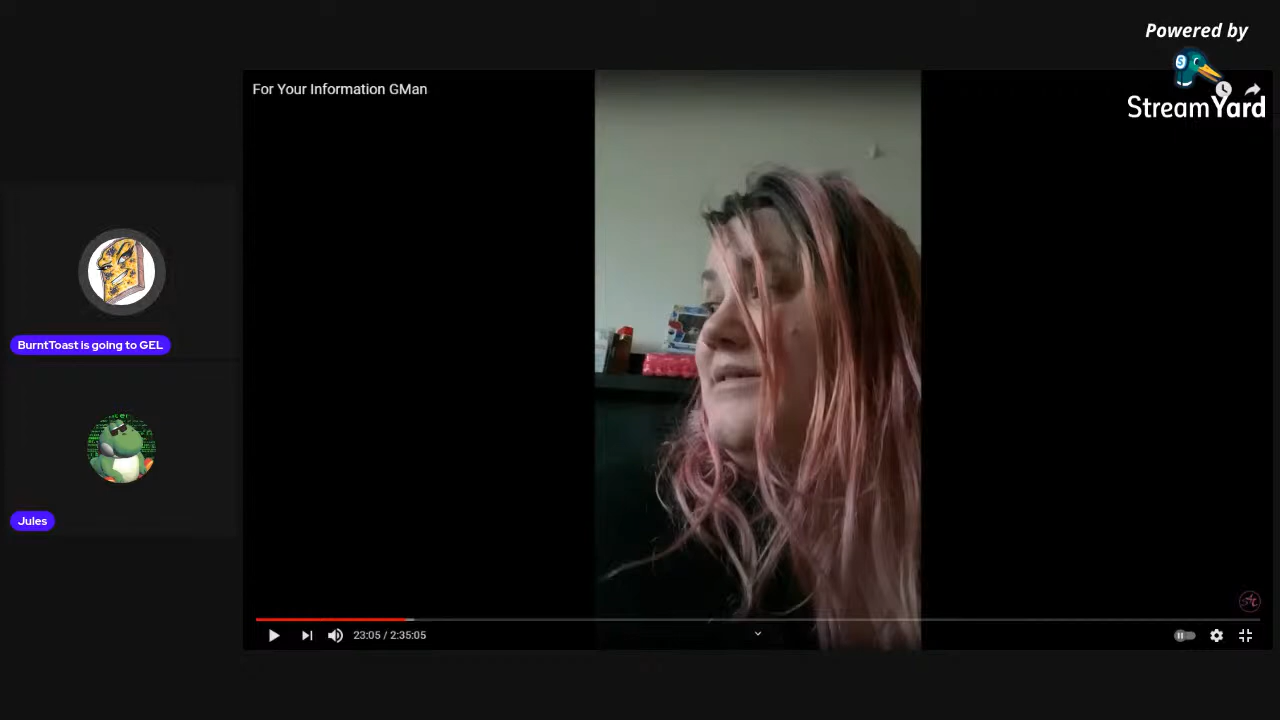 Powered by
StreamYard
For Your Information GMan
BurntToast is going to GEL
Jules
23:05 / 2:35:05